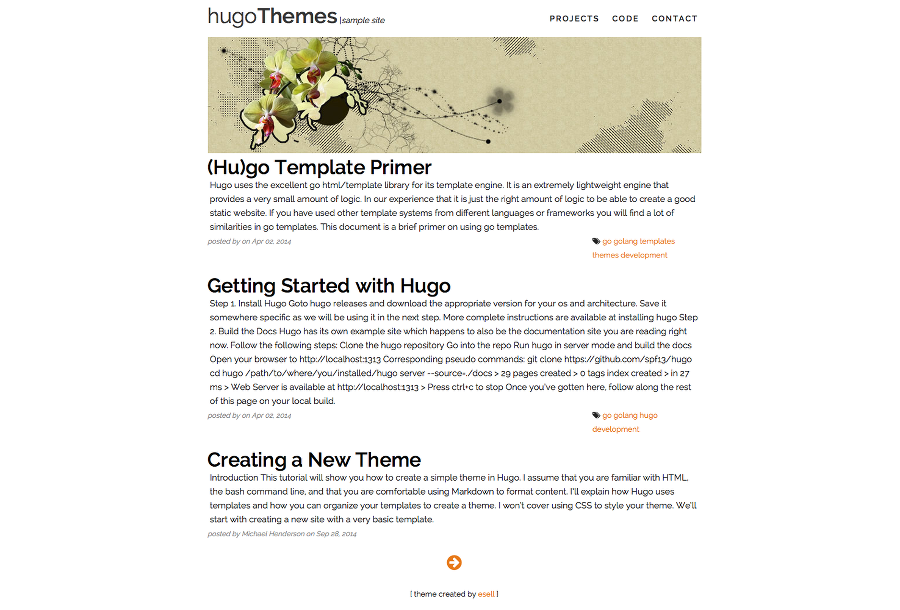 hugoThemes |sample site
PROJECTS CODE CONTACT
(Hu)go Template Primer
Hugo uses the excellent go html/template library for its template engine. It is an extremely lightweight engine that
provides a very small amount of logic. In our experience that it is just the right amount of logic to be able to create a good
static website. If you have used other template systems from different languages or frameworks you will find a lot of
similarities in go templates. This document is a brief primer on using go templates.
posted by on Apr 02, 2014
go golang templates
themes development
Getting Started with Hugo
Step 1. Install Hugo Goto hugo releases and download the appropriate version for your os and architecture. Save it
somewhere specific as we will be using it in the next step. More complete instructions are available at installing hugo Step
2. Build the Docs Hugo has its own example site which happens to also be the documentation site you are reading right
now. Follow the following steps: Clone the hugo repository Go into the repo Run hugo in server mode and build the docs
Open your browser to http://localhost:1313 Corresponding pseudo commands: git clone https://github.com/spf13/hugo
cd hugo /path/to/where/you/installed/hugo server --source=./docs > 29 pages created > 0 tags index created > in 27
ms > Web Server is available at http://localhost:1313 > Press ctrl+c to stop Once you've gotten here, follow along the rest
of this page on your local build.
posted by on Apr 02, 2014
go golang hugo
development
Creating a New Theme
Introduction This tutorial will show you how to create a simple theme in Hugo. I assume that you are familiar with HTML,
the bash command line, and that you are comfortable using Markdown to format content. I'll explain how Hugo uses
templates and how you can organize your templates to create a theme. I won't cover using CSS to style your theme. We'll
start with creating a new site with a very basic template.
posted by Michael Henderson on Sep 28, 2014
[ theme created by esell ]